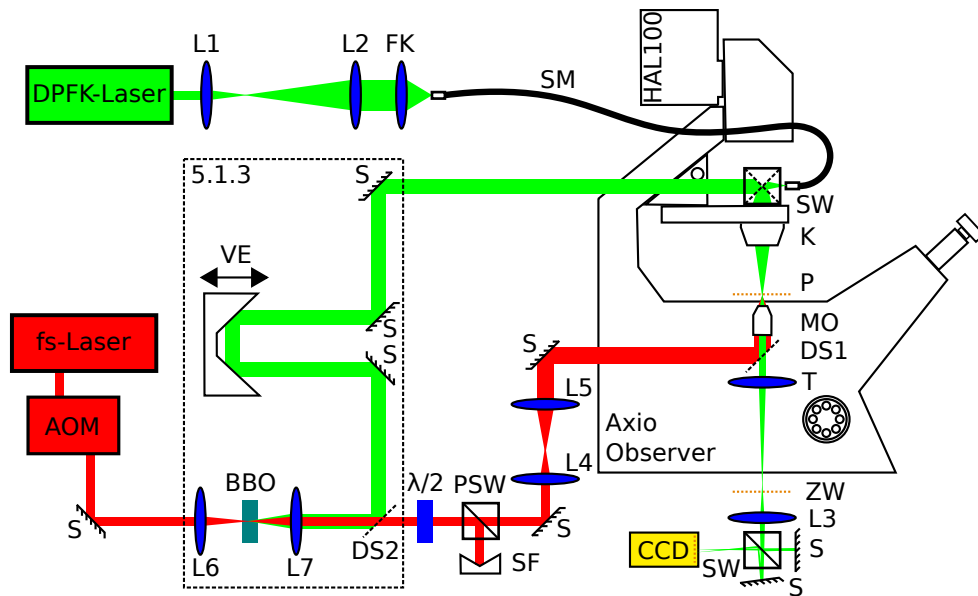 L1
L2
FK
DPFK-Laser
SM
HAL100
5.1.3
S
SW
K
VE
P
S
MO
S
DS1
fs-Laser
S
T
L5
AOM
Axio
Observer
L4
BBO
λ/2
PSW
ZW
L3
S
S
DS2
CCD
S
L6
L7
SF
SW
S